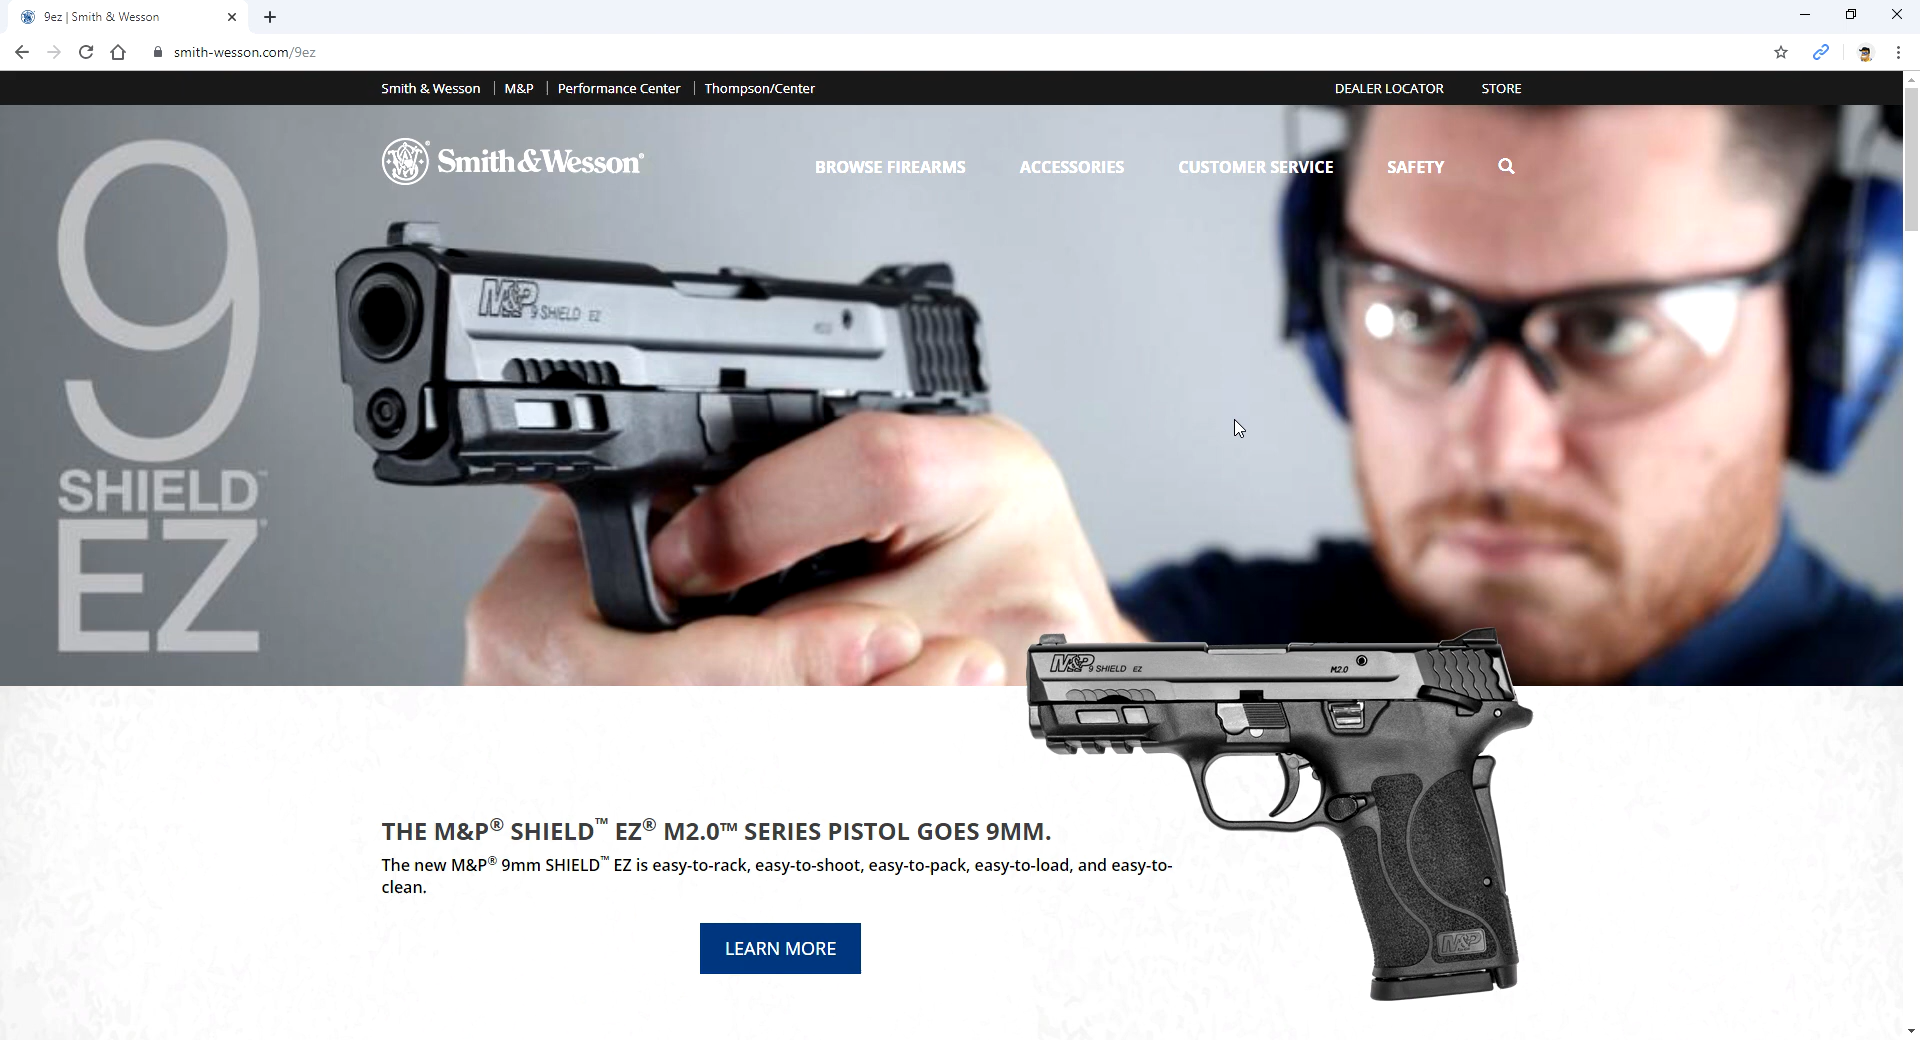 9ez | Smith & Wesson
smith-wesson.com/9ez
Smith & Wesson | M&P | Performance Center | Thompson/Center
DEALER LOCATOR STORE
Smith&Wesson®
BROWSE FIREARMS ACCESSORIES CUSTOMER SERVICE SAFETY
9
SHIELD™
EZ®
M&P 9 SHIELD EZ
M2.0
M&P 9 SHIELD EZ M2.0
THE M&P® SHIELD™ EZ® M2.0™ SERIES PISTOL GOES 9MM.
The new M&P® 9mm SHIELD™ EZ is easy-to-rack, easy-to-shoot, easy-to-pack, easy-to-load, and easy-to-
clean.
LEARN MORE
M&P